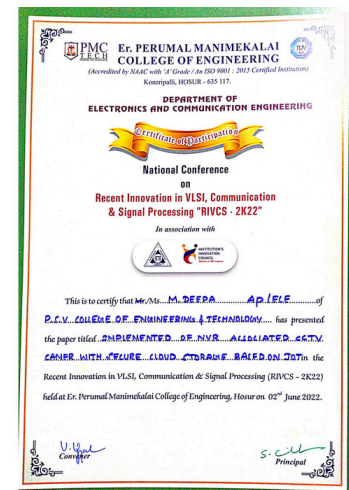 PMC
TECH
Er. PERUMAL MANIMEKALAI
COLLEGE OF ENGINEERING
(Accredited by NAAC with 'A' Grade / An ISO 9001 : 2015 Certified Institution)
Koneripalli, HOSUR - 635 117.
DEPARTMENT OF
ELECTRONICS AND COMMUNICATION ENGINEERING
Certificate of Participation
National Conference
on
Recent Innovation in VLSI, Communication
& Signal Processing "RIVCS - 2K22"
In association with
INSTITUTION'S
INNOVATION
COUNCIL
This is to certify that Mr./Ms....M. DEEPA............AP/EEE........of
P.S.V. COLLEGE OF ENGINEERING & TECHNOLOGY..... has presented
the paper titled ..IMPLEMENTED OF NVR ASSOCIATED CCTV
WITH SECURE CLOUD STORAGE BASED ON IOT in the
Recent Innovation in VLSI, Communication & Signal Processing (RIVCS - 2K22)
held at Er. Perumal Manimekalai College of Engineering, Hosur on 02nd June 2022.
Convener
Principal